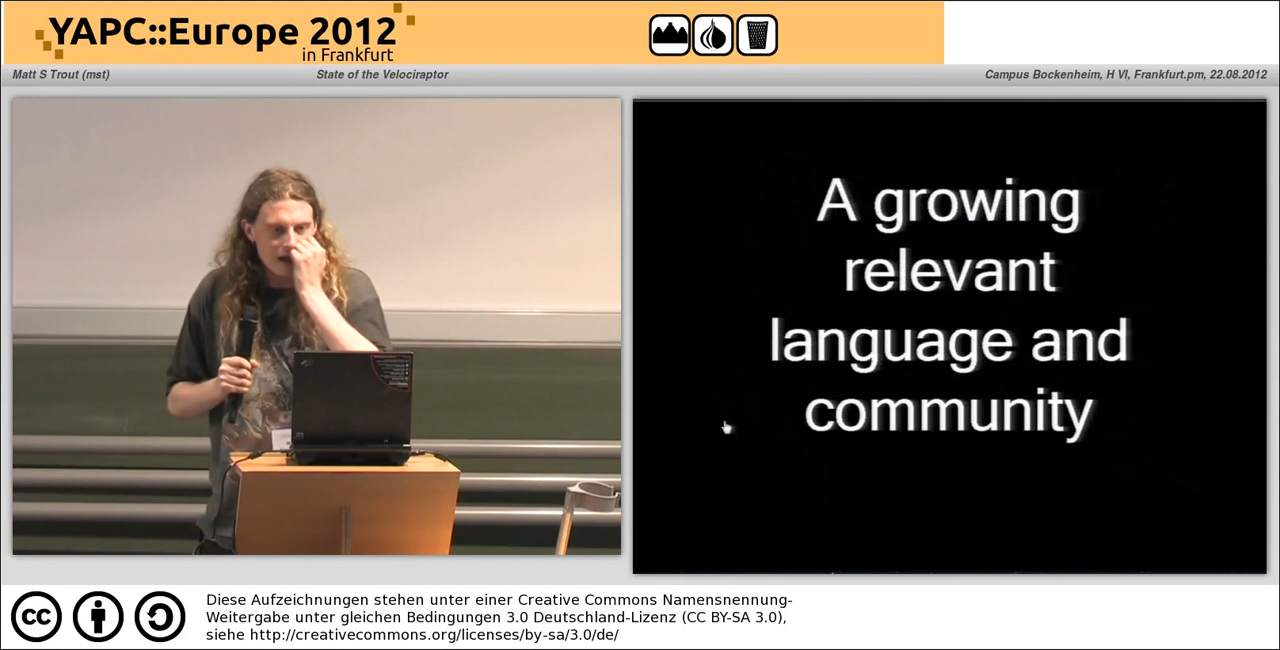 YAPC::Europe 2012
in Frankfurt
Matt S Trout (mst)
State of the Velociraptor
Campus Bockenheim, H VI, Frankfurt.pm, 22.08.2012
A growing
relevant
language and
community
cc
Diese Aufzeichnungen stehen unter einer Creative Commons Namensnennung-
Weitergabe unter gleichen Bedingungen 3.0 Deutschland-Lizenz (CC BY-SA 3.0),
siehe http://creativecommons.org/licenses/by-sa/3.0/de/